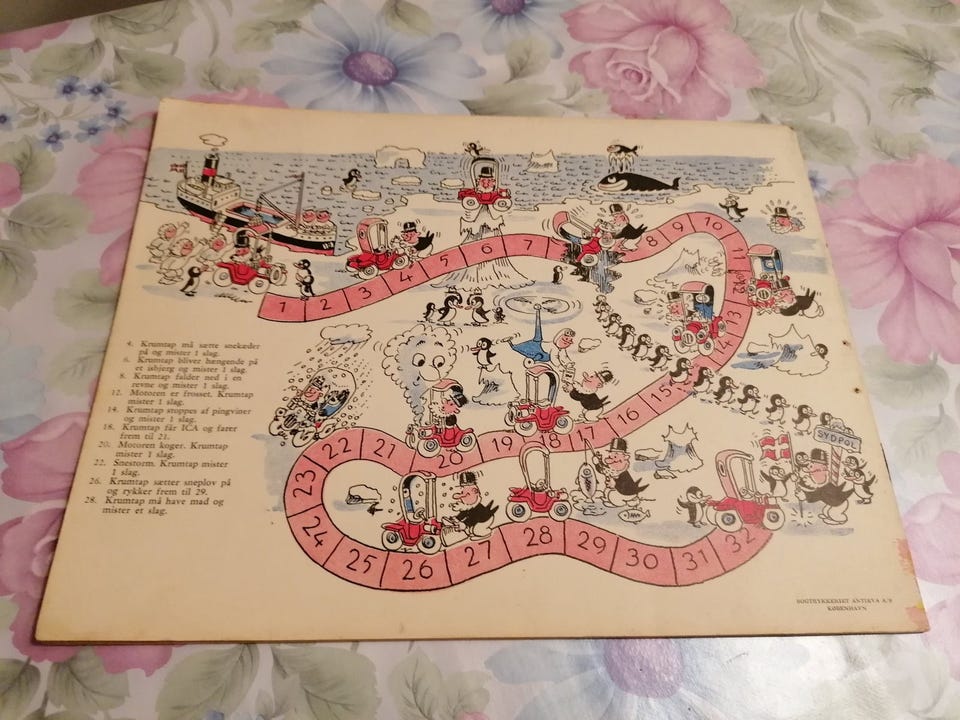 SYDPOL
1 2 3 4 5 6 7 8 9 10 11 12 13 14 15 16 17 18 19 20 21 22 23 24 25 26 27 28 29 30 31 32
4. Krumtap må sætte snekæder
på og mister 1 slag.
6. Krumtap bliver hængende på
et isbjerg og mister 1 slag.
8. Krumtap falder ned i en
revne og mister 1 slag.
12. Motoren er frosset. Krumtap
mister 1 slag.
14. Krumtap stoppes af pingviner
og mister 1 slag.
18. Krumtap får ICA og farer
frem til 21.
20. Motoren koger. Krumtap
mister 1 slag.
22. Snestorm. Krumtap mister
1 slag.
26. Krumtap sætter sneplov på
og rykker frem til 29.
28. Krumtap må have mad og
mister et slag.
BOGTRYKKERIET ANTIKVA A/S
KØBENHAVN